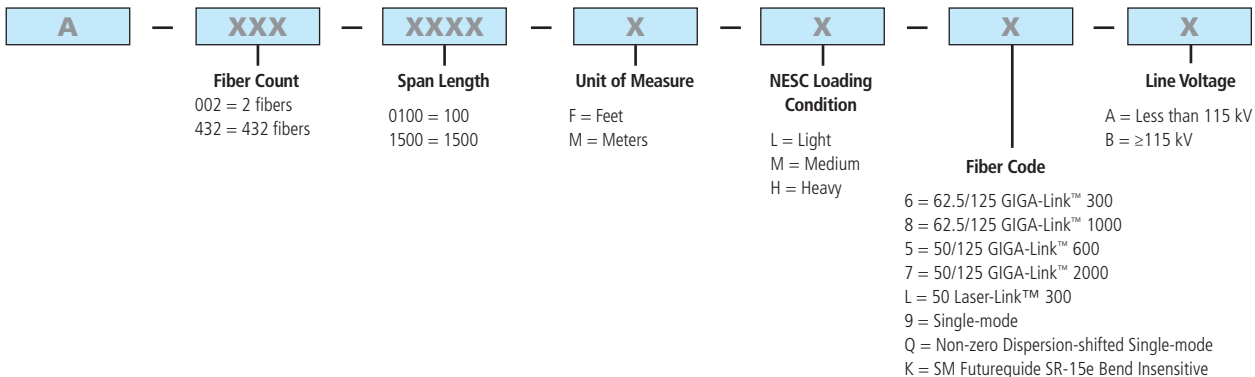 A — XXX — XXXX — X — X — X — X
Fiber Count
002 = 2 fibers
432 = 432 fibers
Span Length
0100 = 100
1500 = 1500
Unit of Measure
F = Feet
M = Meters
NESC Loading
Condition
L = Light
M = Medium
H = Heavy
Fiber Code
6 = 62.5/125 GIGA-Link™ 300
8 = 62.5/125 GIGA-Link™ 1000
5 = 50/125 GIGA-Link™ 600
7 = 50/125 GIGA-Link™ 2000
L = 50 Laser-Link™ 300
9 = Single-mode
Q = Non-zero Dispersion-shifted Single-mode
K = SM Futureguide SR-15e Bend Insensitive
Line Voltage
A = Less than 115 kV
B = ≥115 kV